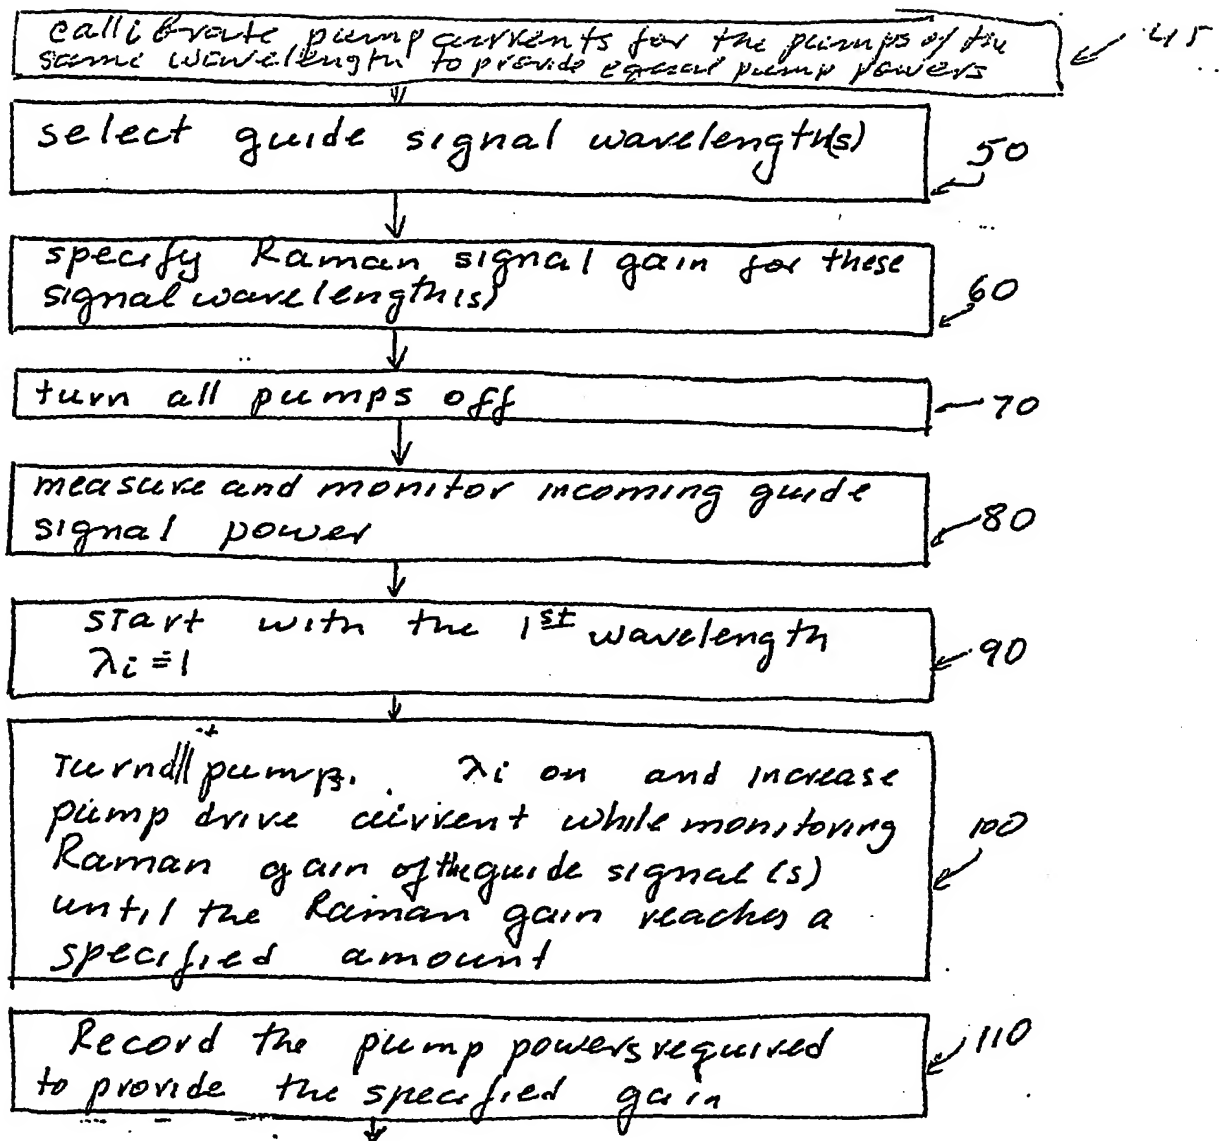 callibrate pump currents for the pumps of the
same wavelength to provide equal pump powers
45
select guide signal wavelength(s)
50
specify Raman signal gain for these
signal wavelength(s)
60
turn all pumps off
70
measure and monitor incoming guide
signal power
80
start with the 1st wavelength
λi=1
90
Turn all pumps. λi on and increase
pump drive current while monitoring
Raman gain of the guide signal(s)
until the Raman gain reaches a
specified amount
100
Record the pump powers required
to provide the specified gain
110